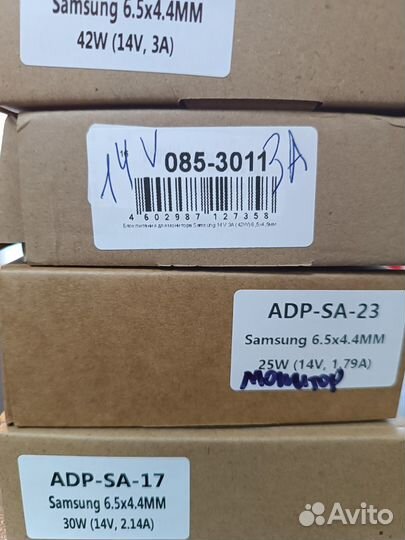 Samsung 6.5x4.4MM
42W (14V, 3A)
14 V
085-3011
3A
4 602987 127358
Блок питания для монитора Samsung 14V 3A (42W) 6,5x4,4мм
ADP-SA-23
Samsung 6.5x4.4MM
25W (14V, 1.79A)
монитор
ADP-SA-17
Samsung 6.5x4.4MM
30W (14V, 2.14A)
Avito